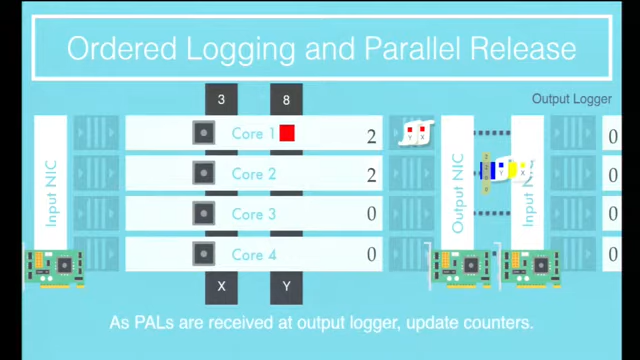 Ordered Logging and Parallel Release
3 8
Output Logger
Input NIC
Core 1 2
Core 2 2
Core 3 0
Core 4 0
X Y
Y X
Output NIC
Y X
Input NIC
0
0
0
0
As PALs are received at output logger, update counters.